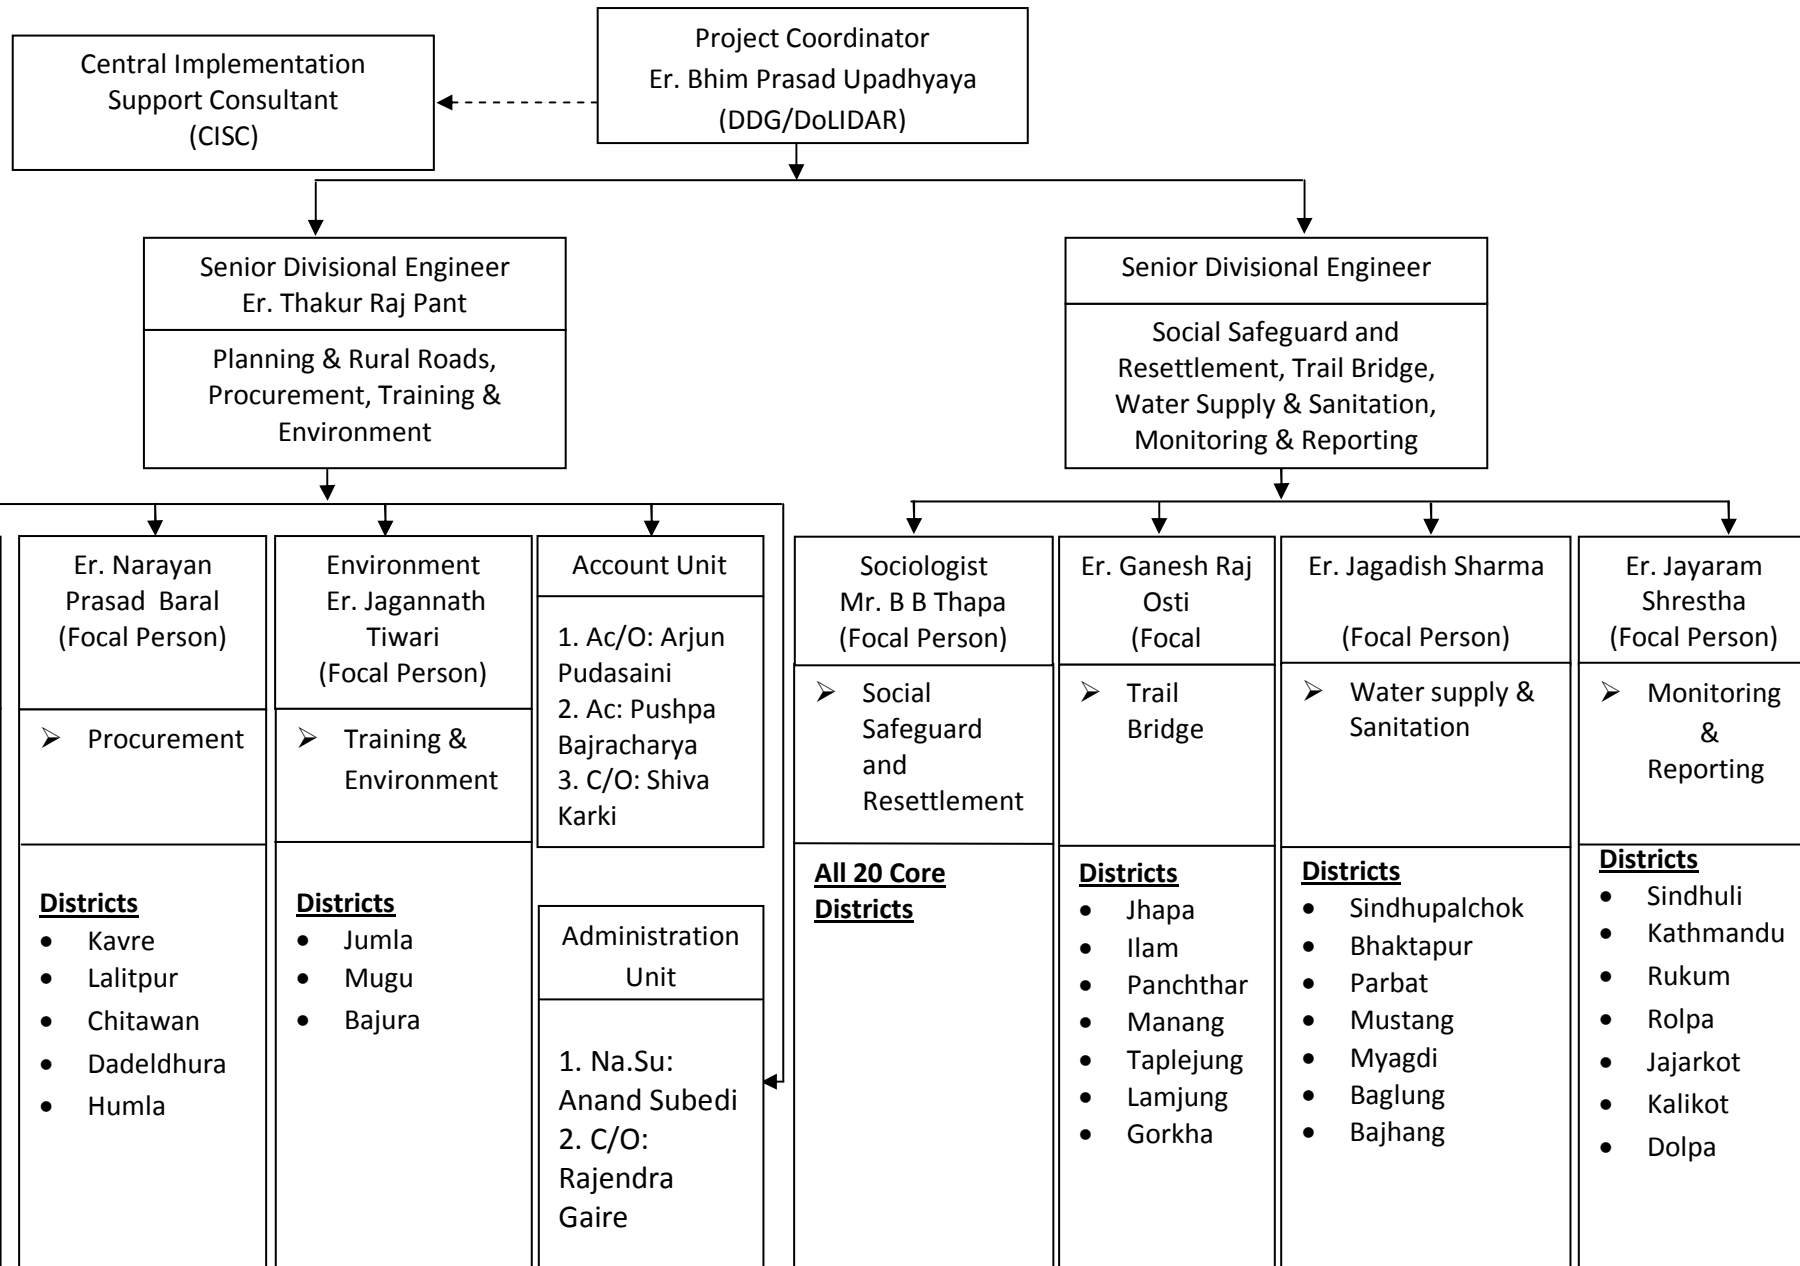 Central Implementation
Support Consultant
(CISC)
Project Coordinator
Er. Bhim Prasad Upadhyaya
(DDG/DoLIDAR)
Senior Divisional Engineer
Er. Thakur Raj Pant
Planning & Rural Roads,
Procurement, Training &
Environment
Senior Divisional Engineer
Social Safeguard and
Resettlement, Trail Bridge,
Water Supply & Sanitation,
Monitoring & Reporting
Er. Narayan
Prasad Baral
(Focal Person)
➢ Procurement
Districts
• Kavre
• Lalitpur
• Chitawan
• Dadeldhura
• Humla
Environment
Er. Jagannath
Tiwari
(Focal Person)
➢ Training &
Environment
Districts
• Jumla
• Mugu
• Bajura
Account Unit
1. Ac/O: Arjun
Pudasaini
2. Ac: Pushpa
Bajracharya
3. C/O: Shiva
Karki
Administration
Unit
1. Na.Su:
Anand Subedi
2. C/O:
Rajendra
Gaire
Sociologist
Mr. B B Thapa
(Focal Person)
➢ Social
Safeguard
and
Resettlement
All 20 Core
Districts
Er. Ganesh Raj
Osti
(Focal
➢ Trail
Bridge
Districts
• Jhapa
• Ilam
• Panchthar
• Manang
• Taplejung
• Lamjung
• Gorkha
Er. Jagadish Sharma
(Focal Person)
➢ Water supply &
Sanitation
Districts
• Sindhupalchok
• Bhaktapur
• Parbat
• Mustang
• Myagdi
• Baglung
• Bajhang
Er. Jayaram
Shrestha
(Focal Person)
➢ Monitoring
&
Reporting
Districts
• Sindhuli
• Kathmandu
• Rukum
• Rolpa
• Jajarkot
• Kalikot
• Dolpa